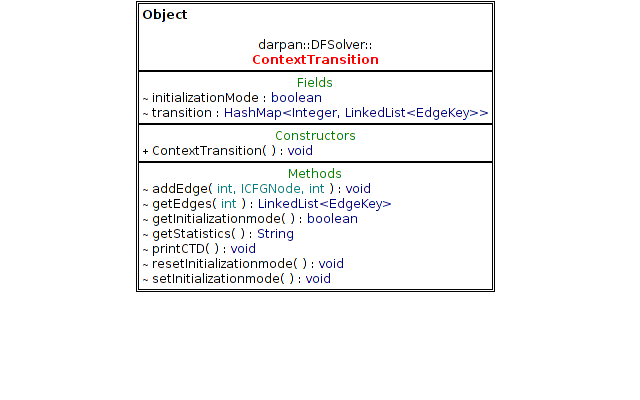 Object
darpan::DFSolver::
ContextTransition
Fields
~ initializationMode : boolean
~ transition : HashMap<Integer, LinkedList<EdgeKey>>
Constructors
+ ContextTransition( ) : void
Methods
~ addEdge( int, ICFGNode, int ) : void
~ getEdges( int ) : LinkedList<EdgeKey>
~ getInitializationmode( ) : boolean
~ getStatistics( ) : String
~ printCTD( ) : void
~ resetInitializationmode( ) : void
~ setInitializationmode( ) : void